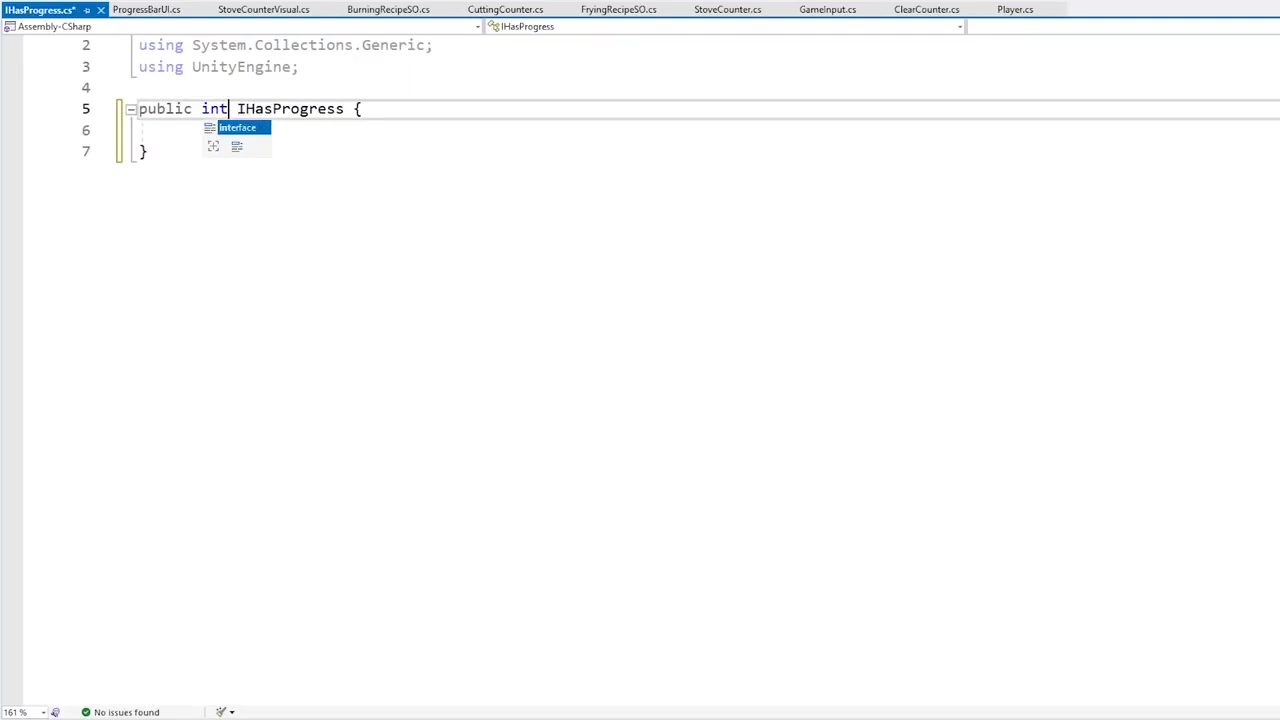 IHasProgress.cs* ProgressBarUI.cs StoveCounterVisual.cs BurningRecipeSO.cs CuttingCounter.cs FryingRecipeSO.cs StoveCounter.cs GameInput.cs ClearCounter.cs Player.cs
Assembly-CSharp IHasProgress
2 using System.Collections.Generic;
3 using UnityEngine;
4
5 public int IHasProgress {
interface
6
7 }
161 % No issues found